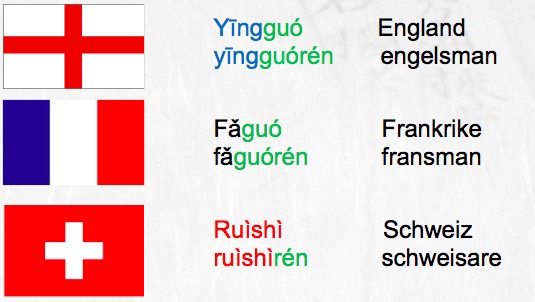 Yīngguó England
yīngguórén engelsman
Fǎguó Frankrike
fǎguórén fransman
Ruìshì Schweiz
ruìshìrén schweisare